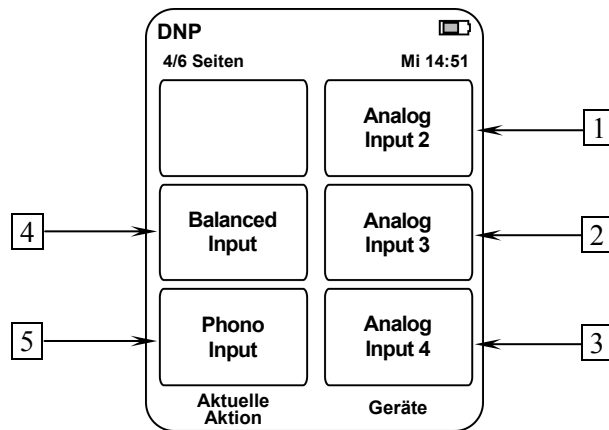 DNP
4/6 Seiten Mi 14:51
Analog
Input 2
1
4
Balanced
Input
Analog
Input 3
2
5
Phono
Input
Analog
Input 4
3
Aktuelle
Aktion
Geräte